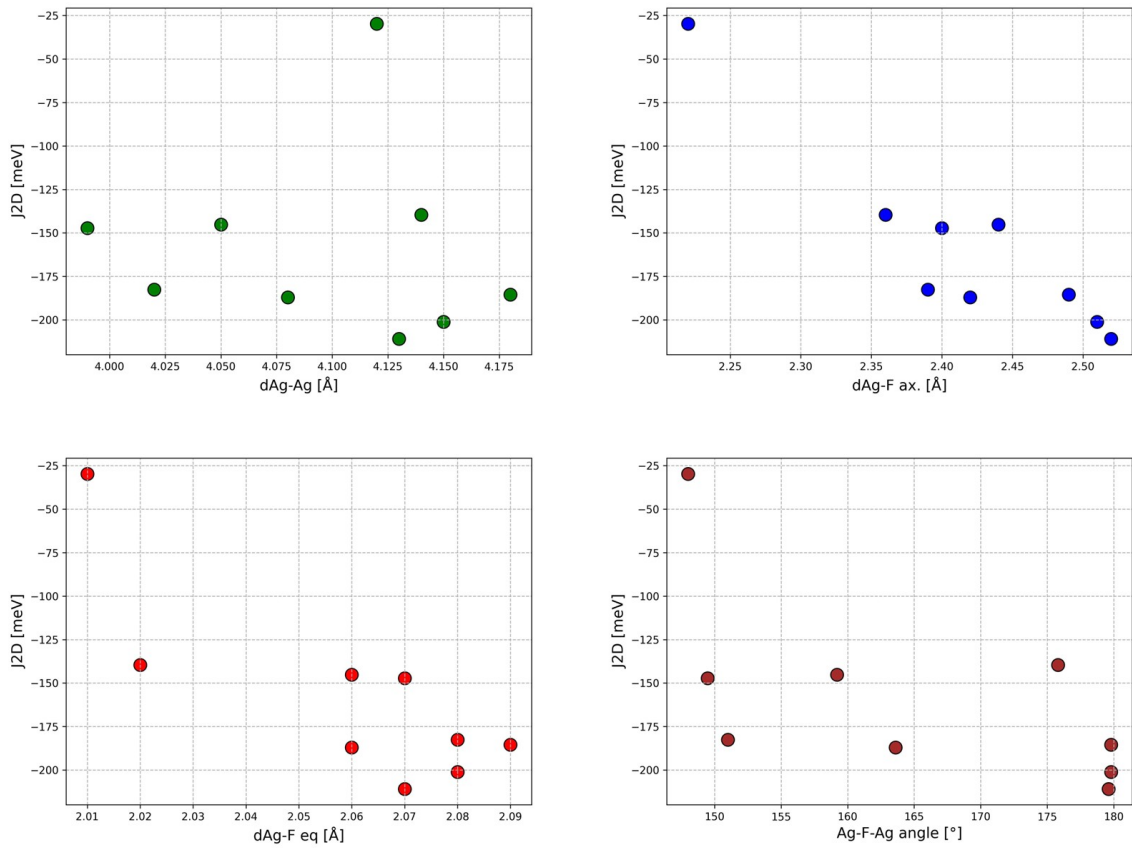 −25
−50
−75
−100
−125
−150
−175
−200
J2D [meV]
4.000 4.025 4.050 4.075 4.100 4.125 4.150 4.175
dAg-Ag [Å]
−25
−50
−75
−100
−125
−150
−175
−200
J2D [meV]
2.25 2.30 2.35 2.40 2.45 2.50
dAg-F ax. [Å]
−25
−50
−75
−100
−125
−150
−175
−200
J2D [meV]
2.01 2.02 2.03 2.04 2.05 2.06 2.07 2.08 2.09
dAg-F eq [Å]
−25
−50
−75
−100
−125
−150
−175
−200
J2D [meV]
150 155 160 165 170 175 180
Ag-F-Ag angle [°]